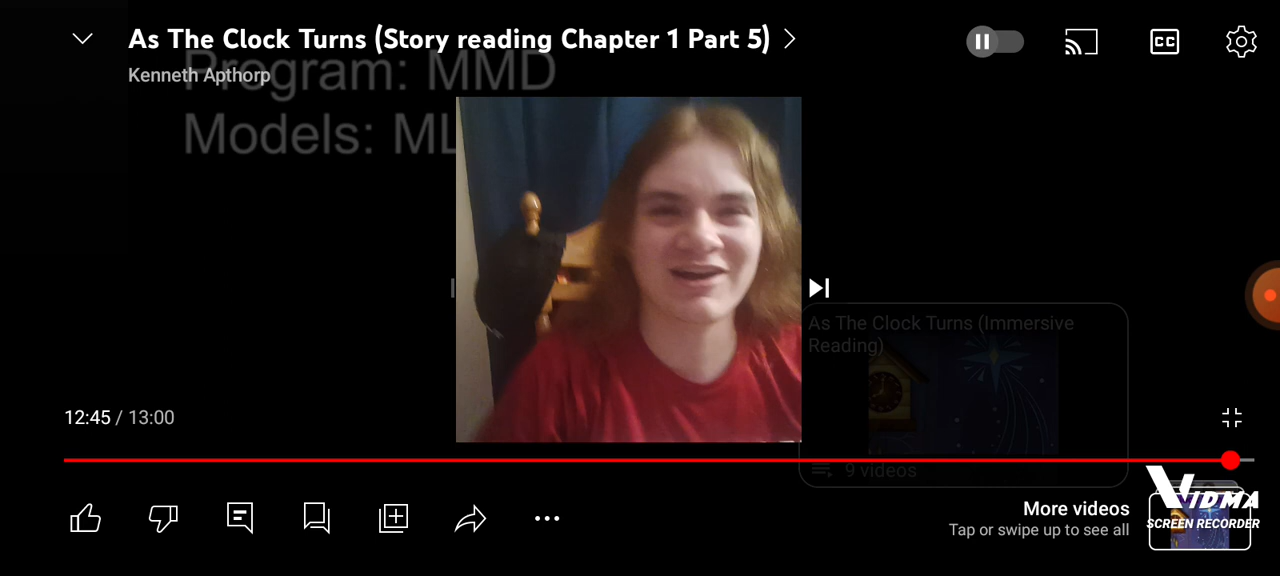 As The Clock Turns (Story reading Chapter 1 Part 5)
Kenneth Apthorp
CC
Program: MMD
Models: ML
As The Clock Turns (Immersive
Reading)
9 videos
12:45 / 13:00
More videos
Tap or swipe up to see all
VIDMA
SCREEN RECORDER